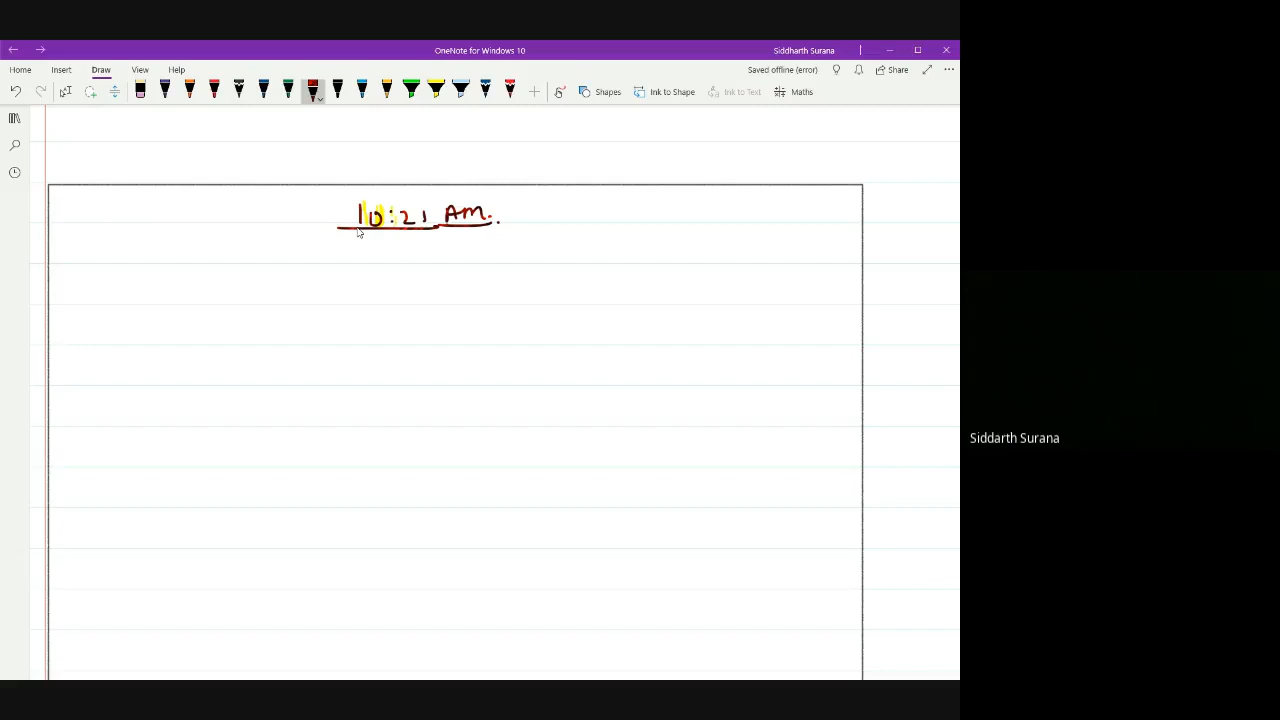 OneNote for Windows 10
Siddharth Surana
Home Insert Draw View Help
Saved offline (error) Share
Shapes Ink to Shape Ink to Text Maths
10:21 AM.
Siddarth Surana